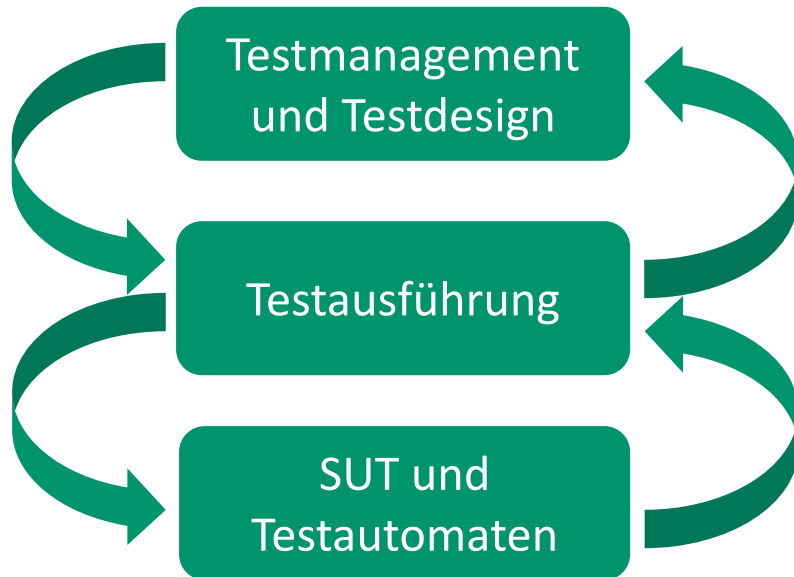 Testmanagement
und Testdesign
Testausführung
SUT und
Testautomaten